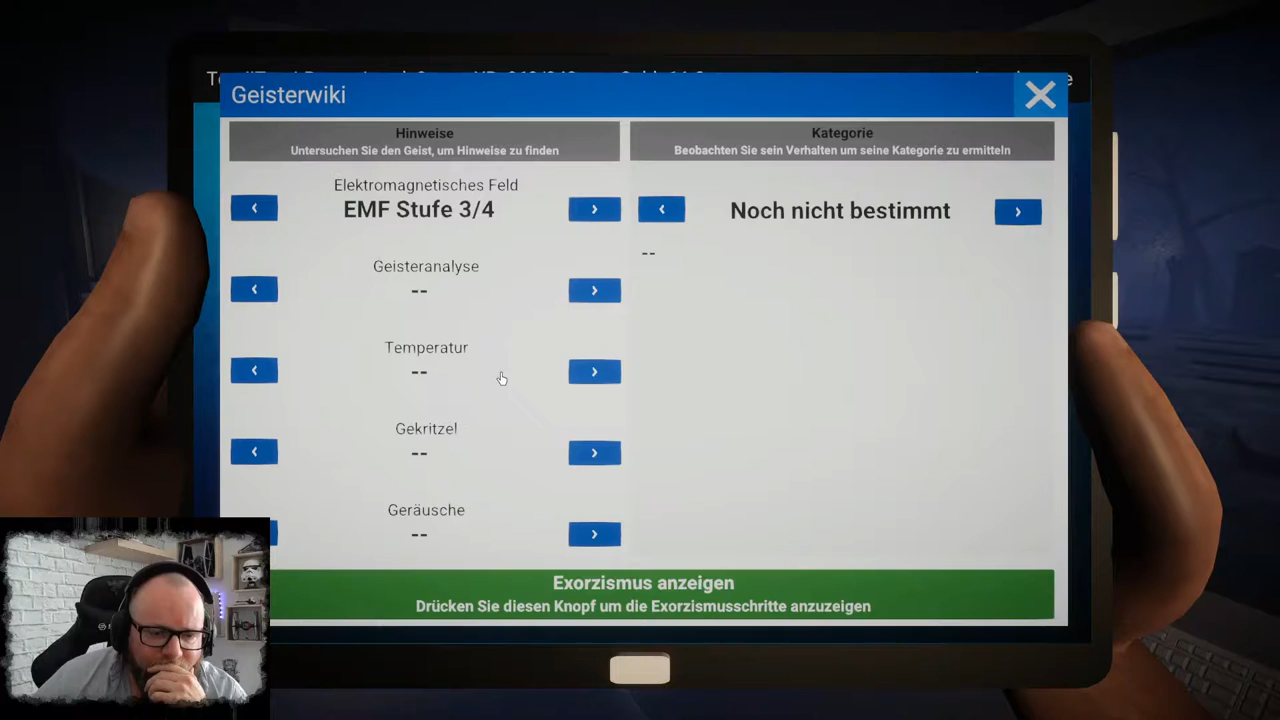 Geisterwiki
Hinweise
Untersuchen Sie den Geist, um Hinweise zu finden
Kategorie
Beobachten Sie sein Verhalten um seine Kategorie zu ermitteln
Elektromagnetisches Feld
EMF Stufe 3/4
Noch nicht bestimmt
--
Geisteranalyse
--
Temperatur
--
Gekritzel
--
Geräusche
--
Exorzismus anzeigen
Drücken Sie diesen Knopf um die Exorzismusschritte anzuzeigen